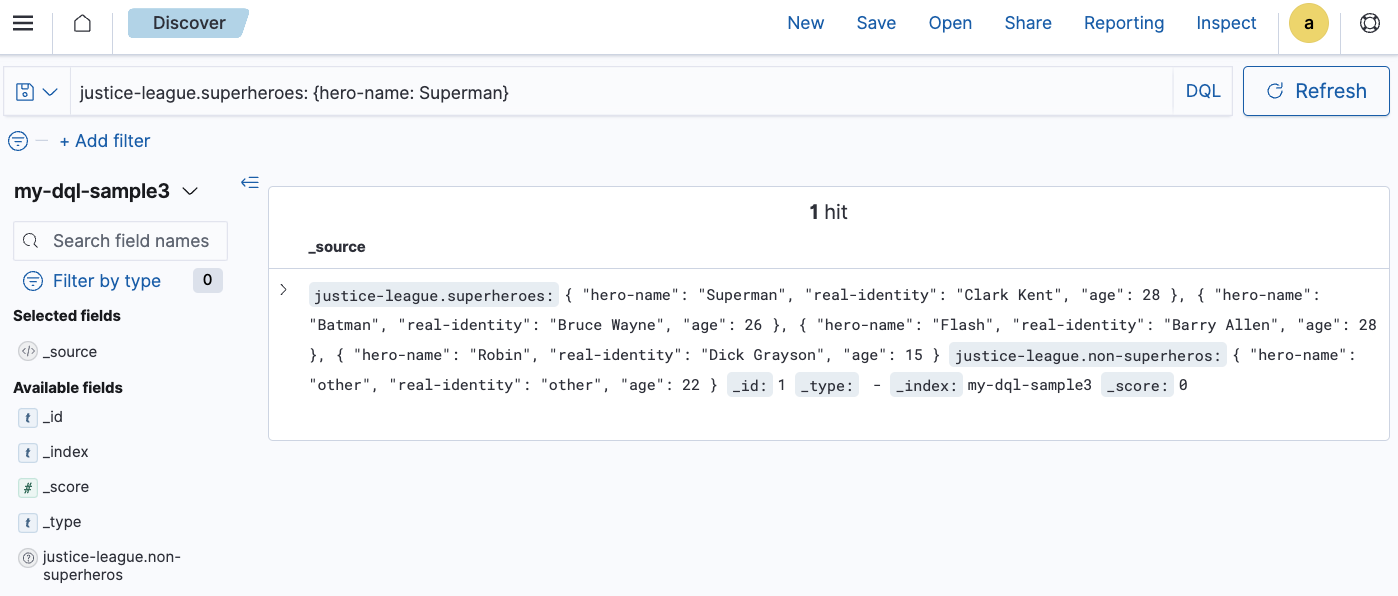 Discover New Save Open Share Reporting Inspect a
justice-league.superheroes: {hero-name: Superman} DQL Refresh
+ Add filter
my-dql-sample3
Search field names
Filter by type 0
Selected fields
_source
Available fields
t _id
t _index
# _score
t _type
justice-league.non-
superheros
1 hit
_source
justice-league.superheroes: { "hero-name": "Superman", "real-identity": "Clark Kent", "age": 28 }, { "hero-name":
"Batman", "real-identity": "Bruce Wayne", "age": 26 }, { "hero-name": "Flash", "real-identity": "Barry Allen", "age": 28
}, { "hero-name": "Robin", "real-identity": "Dick Grayson", "age": 15 } justice-league.non-superheros: { "hero-name":
"other", "real-identity": "other", "age": 22 } _id: 1 _type: - _index: my-dql-sample3 _score: 0